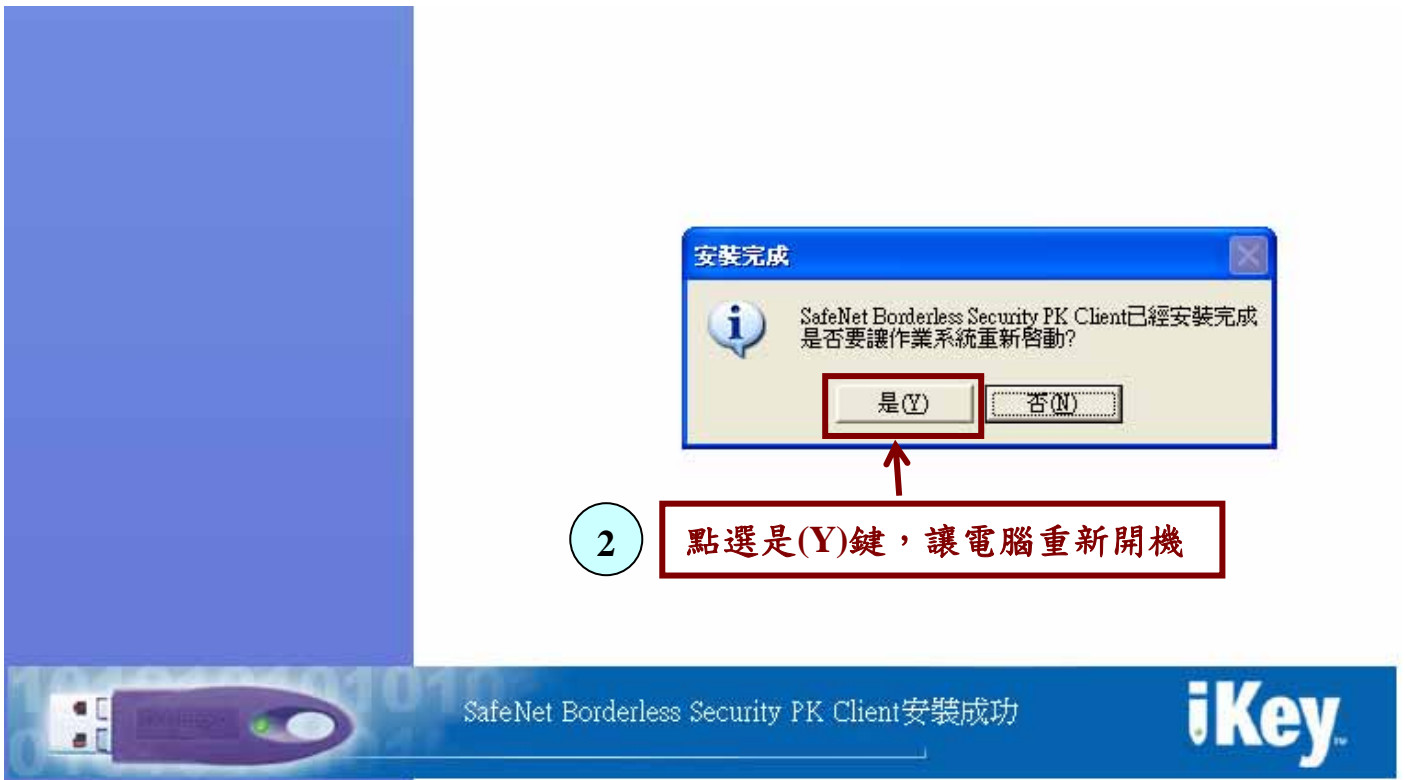 安裝完成
SafeNet Borderless Security PK Client已經安裝完成
是否要讓作業系統重新啓動?
是(Y)
否(N)
2
點選是(Y)鍵，讓電腦重新開機
SafeNet Borderless Security PK Client安裝成功
iKey™